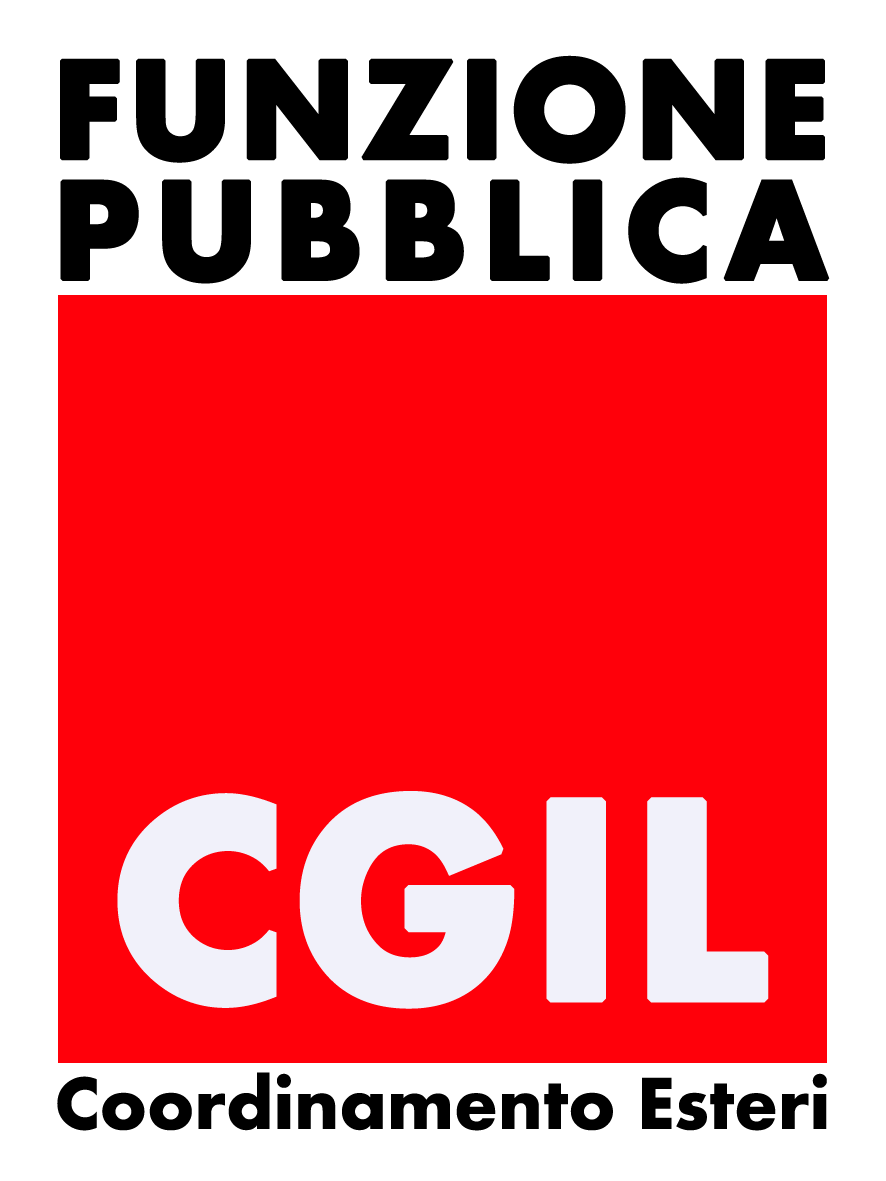 FUNZIONE
PUBBLICA
CGIL
Coordinamento Esteri